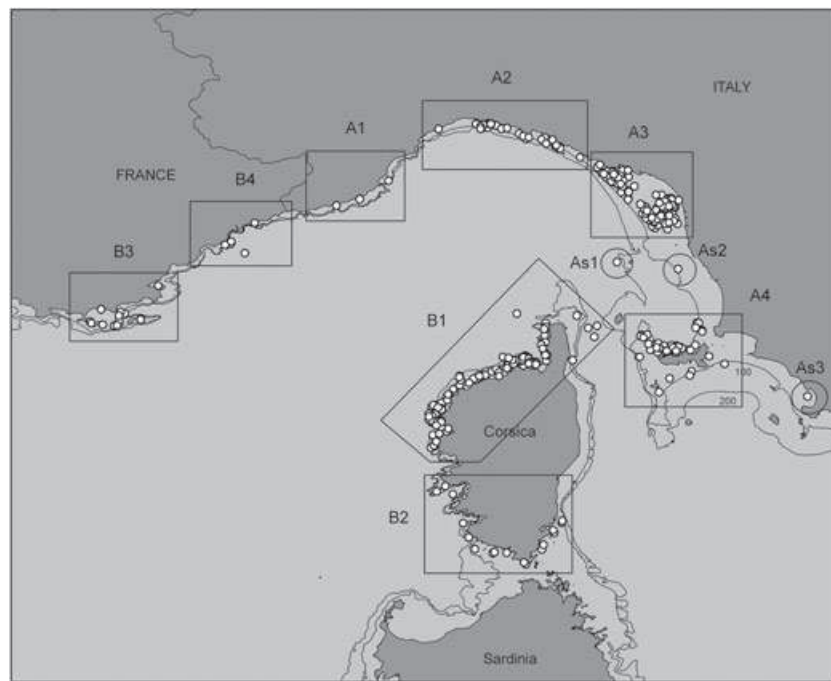 A2
ITALY
A1
A3
FRANCE
B4
B3
As1
As2
A4
B1
100
As3
200
Corsica
B2
Sardinia